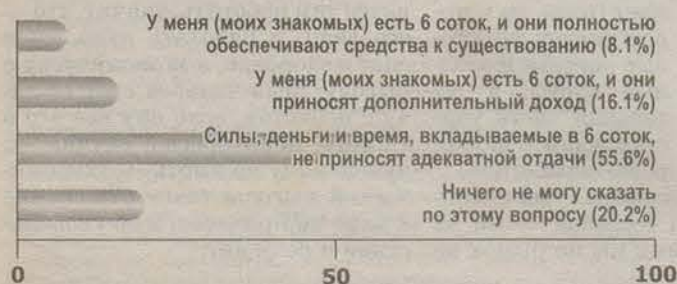 У меня (моих знакомых) есть 6 соток, и они полностью
обеспечивают средства к существованию (8.1%)
У меня (моих знакомых) есть 6 соток, и они
приносят дополнительный доход (16.1%)
Силы, деньги и время, вкладываемые в 6 соток,
не приносят адекватной отдачи (55.6%)
Ничего не могу сказать
по этому вопросу (20.2%)
0 50 100